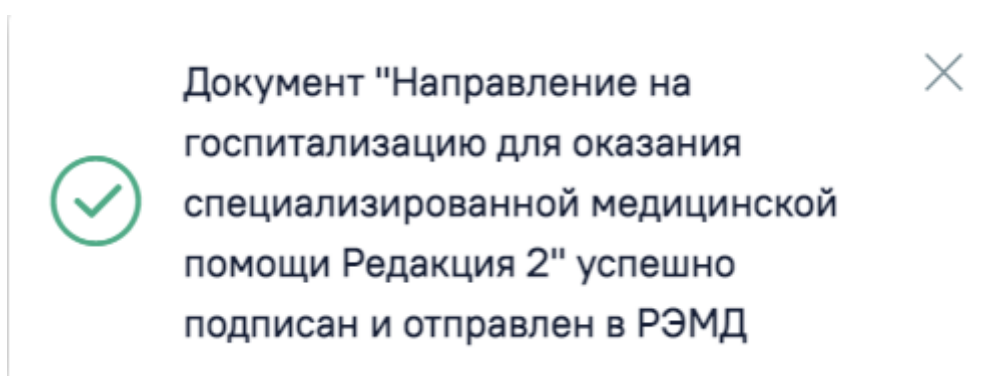 Документ "Направление на
госпитализацию для оказания
специализированной медицинской
помощи Редакция 2" успешно
подписан и отправлен в РЭМД